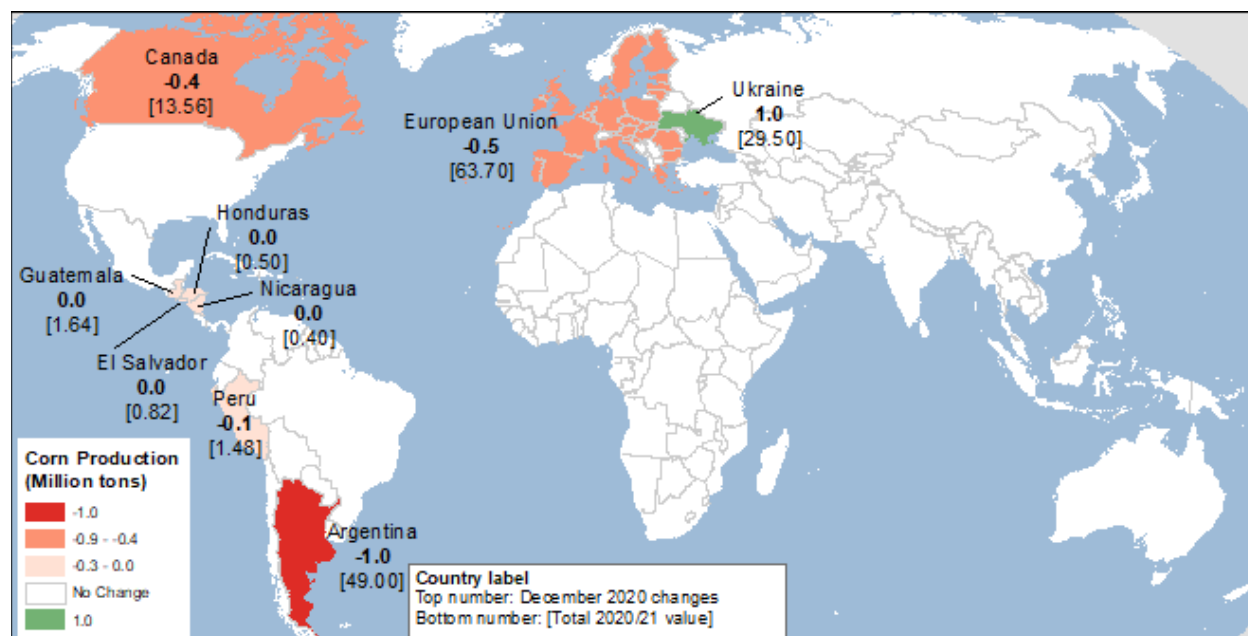 Canada
-0.4
[13.56]
European Union
-0.5
[63.70]
Ukraine
1.0
[29.50]
Honduras
0.0
[0.50]
Guatemala
0.0
[1.64]
Nicaragua
0.0
[0.40]
El Salvador
0.0
[0.82]
Peru
-0.1
[1.48]
Argentina
-1.0
[49.00]
Corn Production
(Million tons)
-1.0
-0.9 - -0.4
-0.3 - 0.0
No Change
1.0
Country label
Top number: December 2020 changes
Bottom number: [Total 2020/21 value]